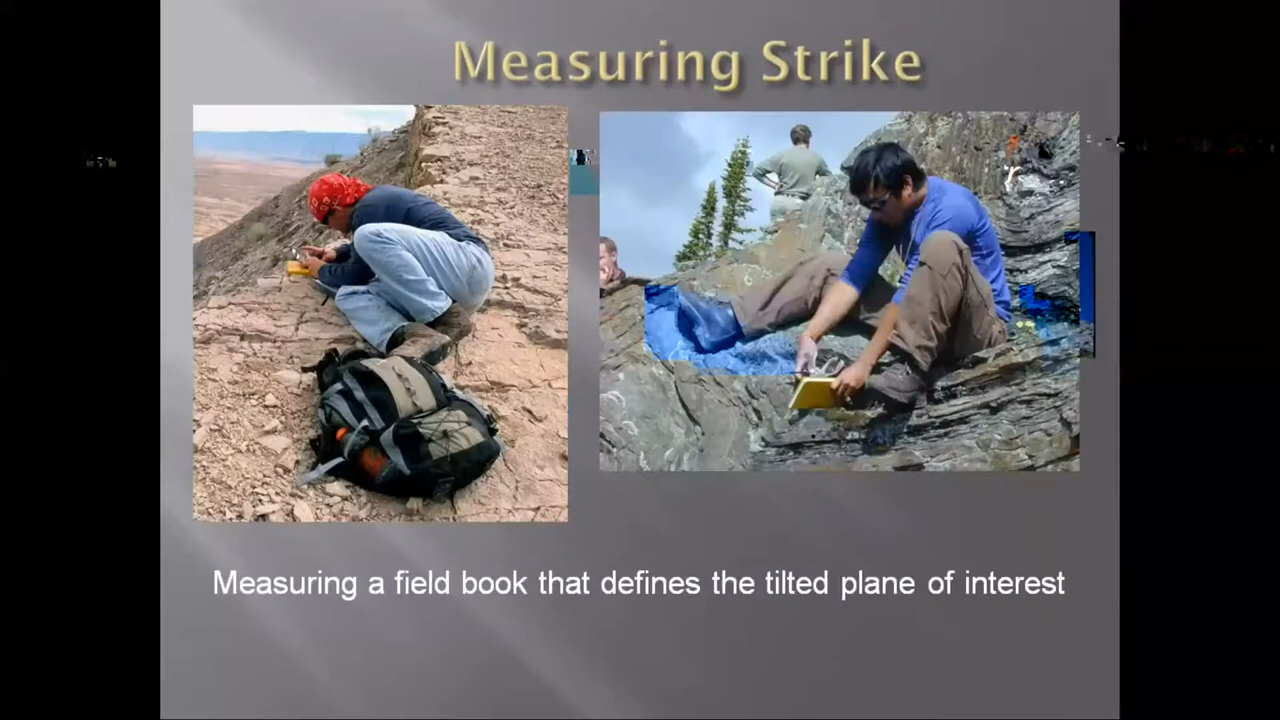 Measuring Strike
Measuring a field book that defines the tilted plane of interest